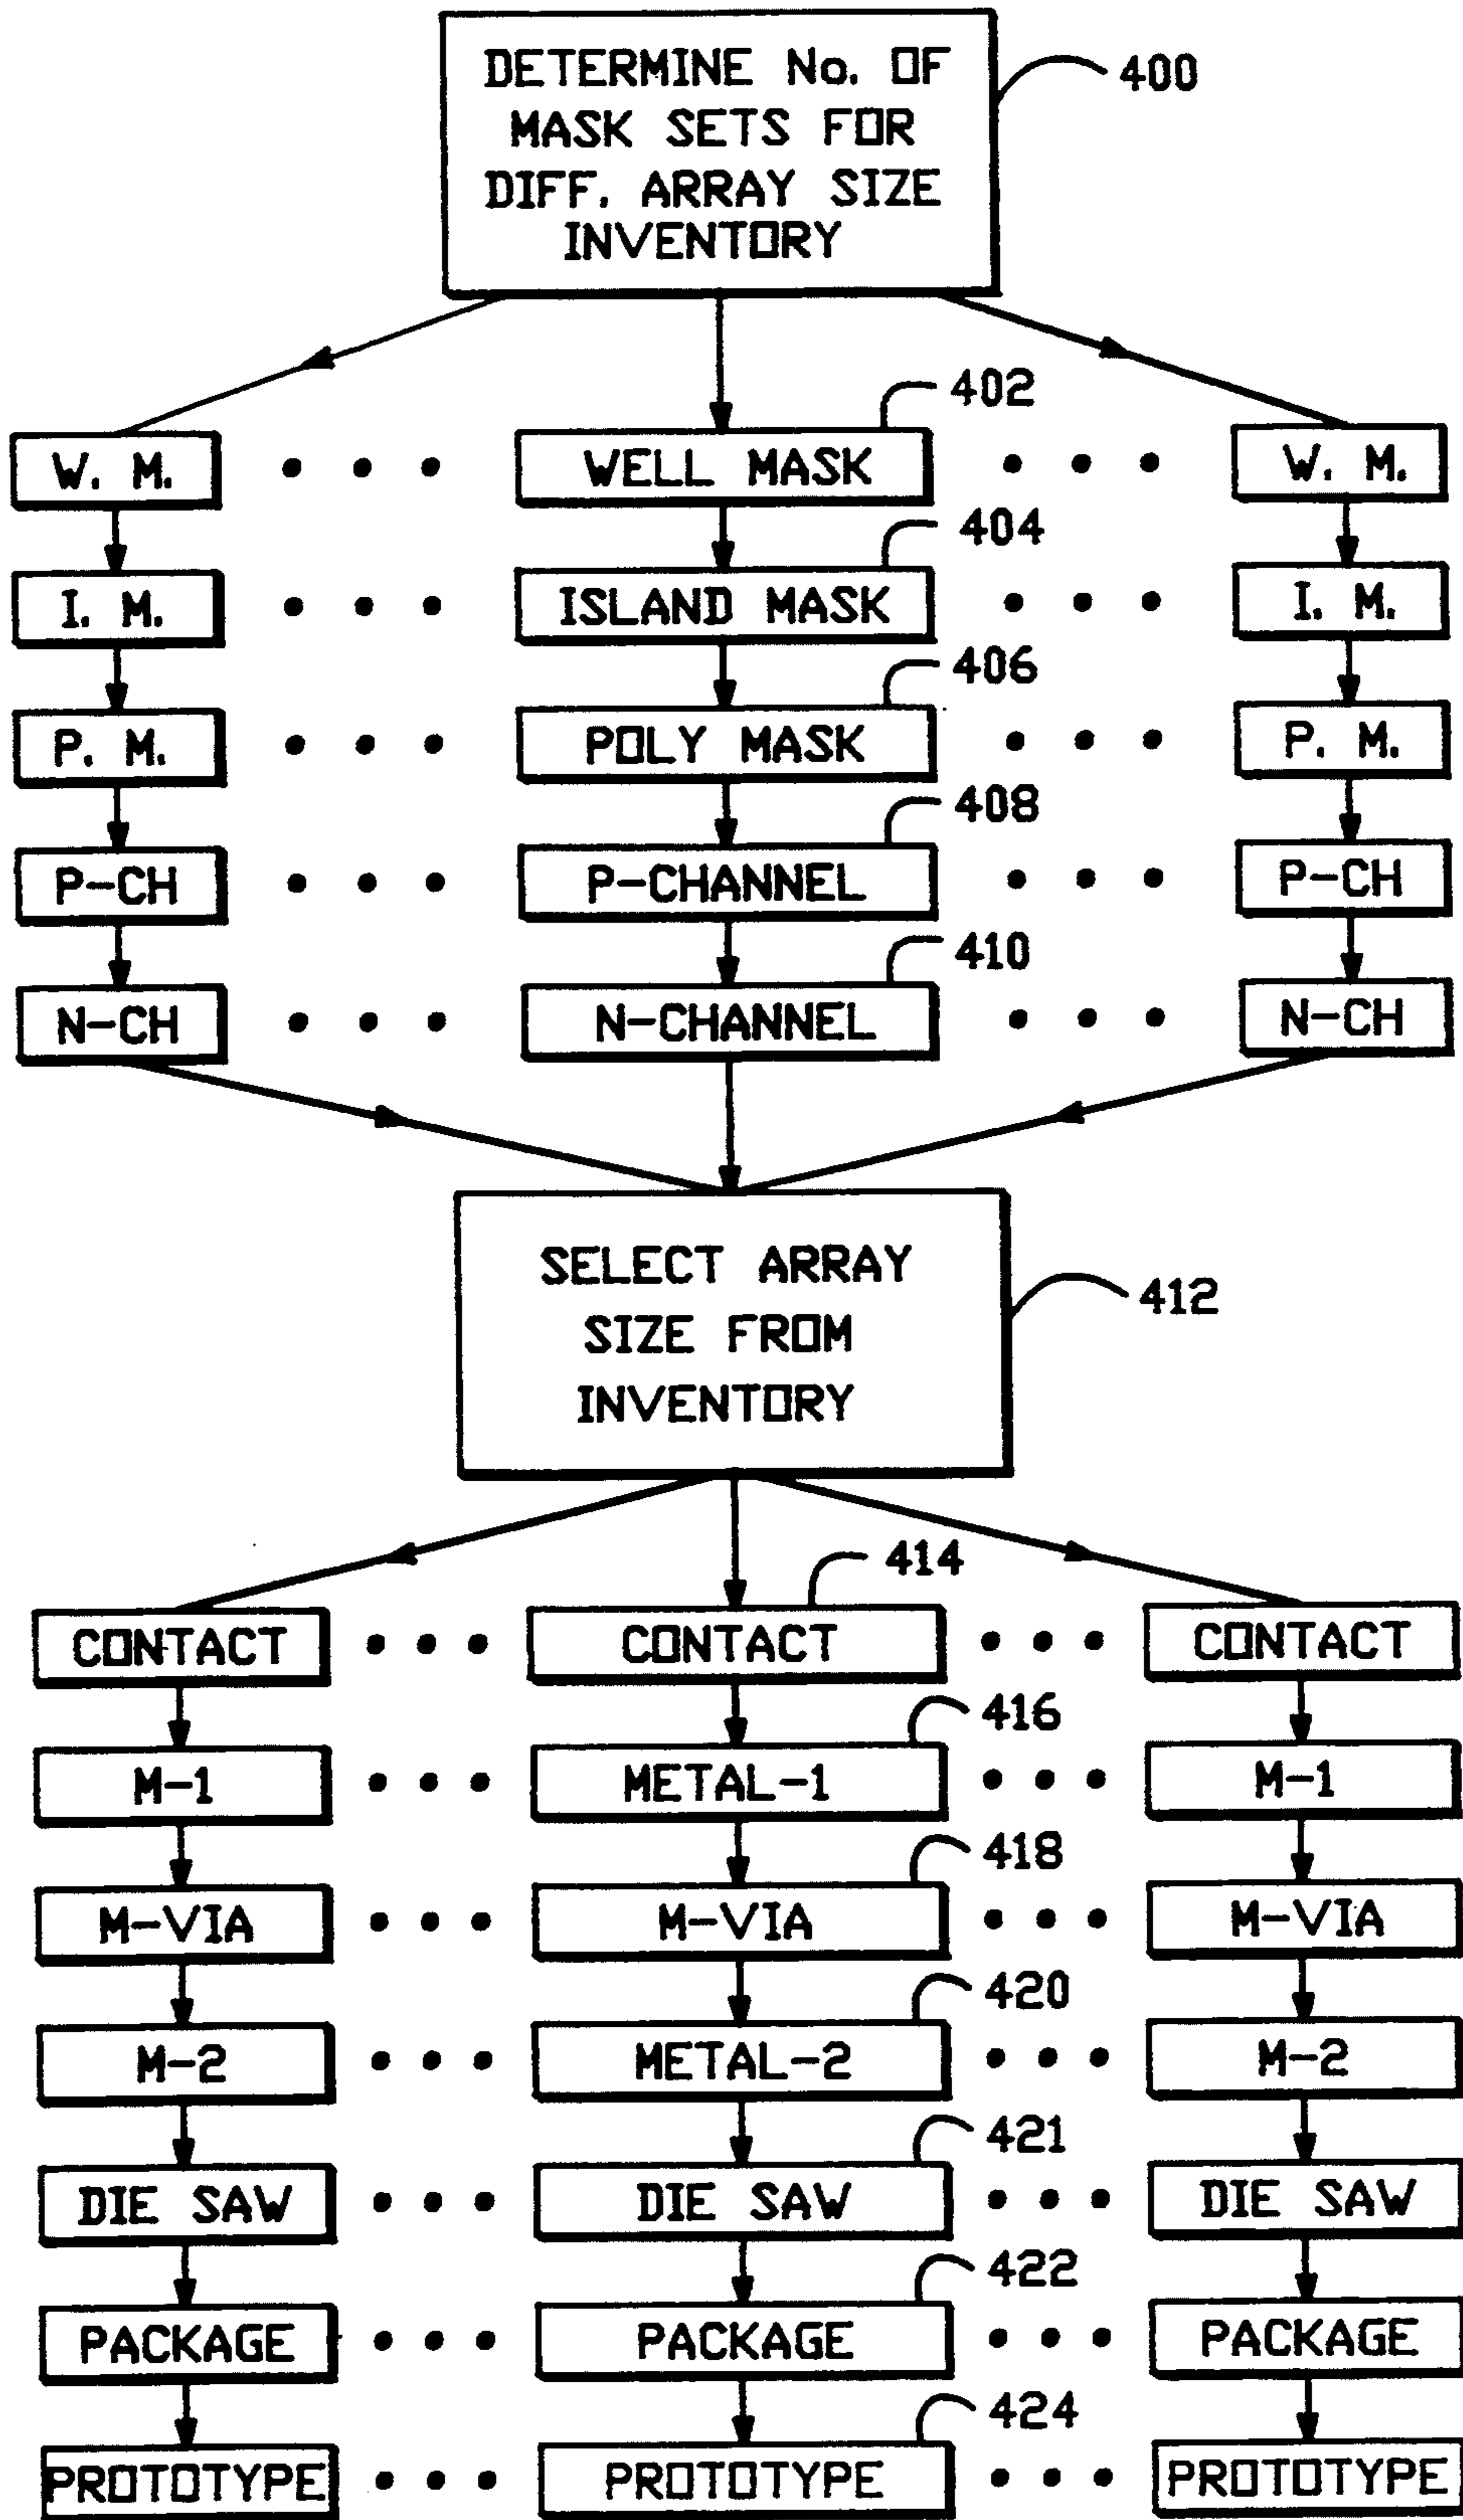 DETERMINE No. OF
MASK SETS FOR
DIFF. ARRAY SIZE
INVENTORY
400
402
W. M.
WELL MASK
W. M.
404
I. M.
ISLAND MASK
I. M.
406
P. M.
POLY MASK
P. M.
408
P-CH
P-CHANNEL
P-CH
410
N-CH
N-CHANNEL
N-CH
SELECT ARRAY
SIZE FROM
INVENTORY
412
414
CONTACT
CONTACT
CONTACT
416
M-1
METAL-1
M-1
418
M-VIA
M-VIA
M-VIA
420
M-2
METAL-2
M-2
421
DIE SAW
DIE SAW
DIE SAW
422
PACKAGE
PACKAGE
PACKAGE
424
PROTOTYPE
PROTOTYPE
PROTOTYPE